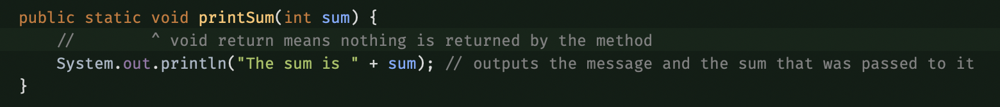 public static void printSum(int sum) {
    //        ^ void return means nothing is returned by the method
    System.out.println("The sum is " + sum); // outputs the message and the sum that was passed to it
}